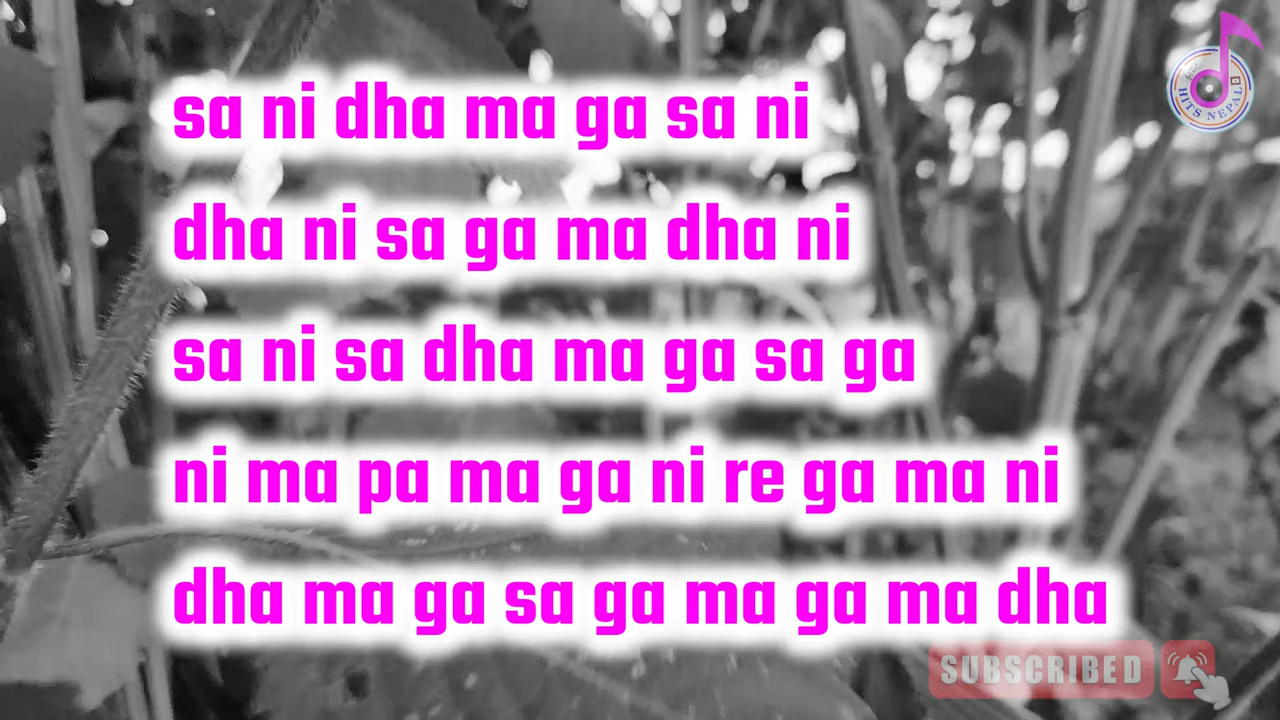 sa ni dha ma ga sa ni
dha ni sa ga ma dha ni
sa ni sa dha ma ga sa ga
ni ma pa ma ga ni re ga ma ni
dha ma ga sa ga ma ga ma dha
HITS NEPAL
SUBSCRIBED